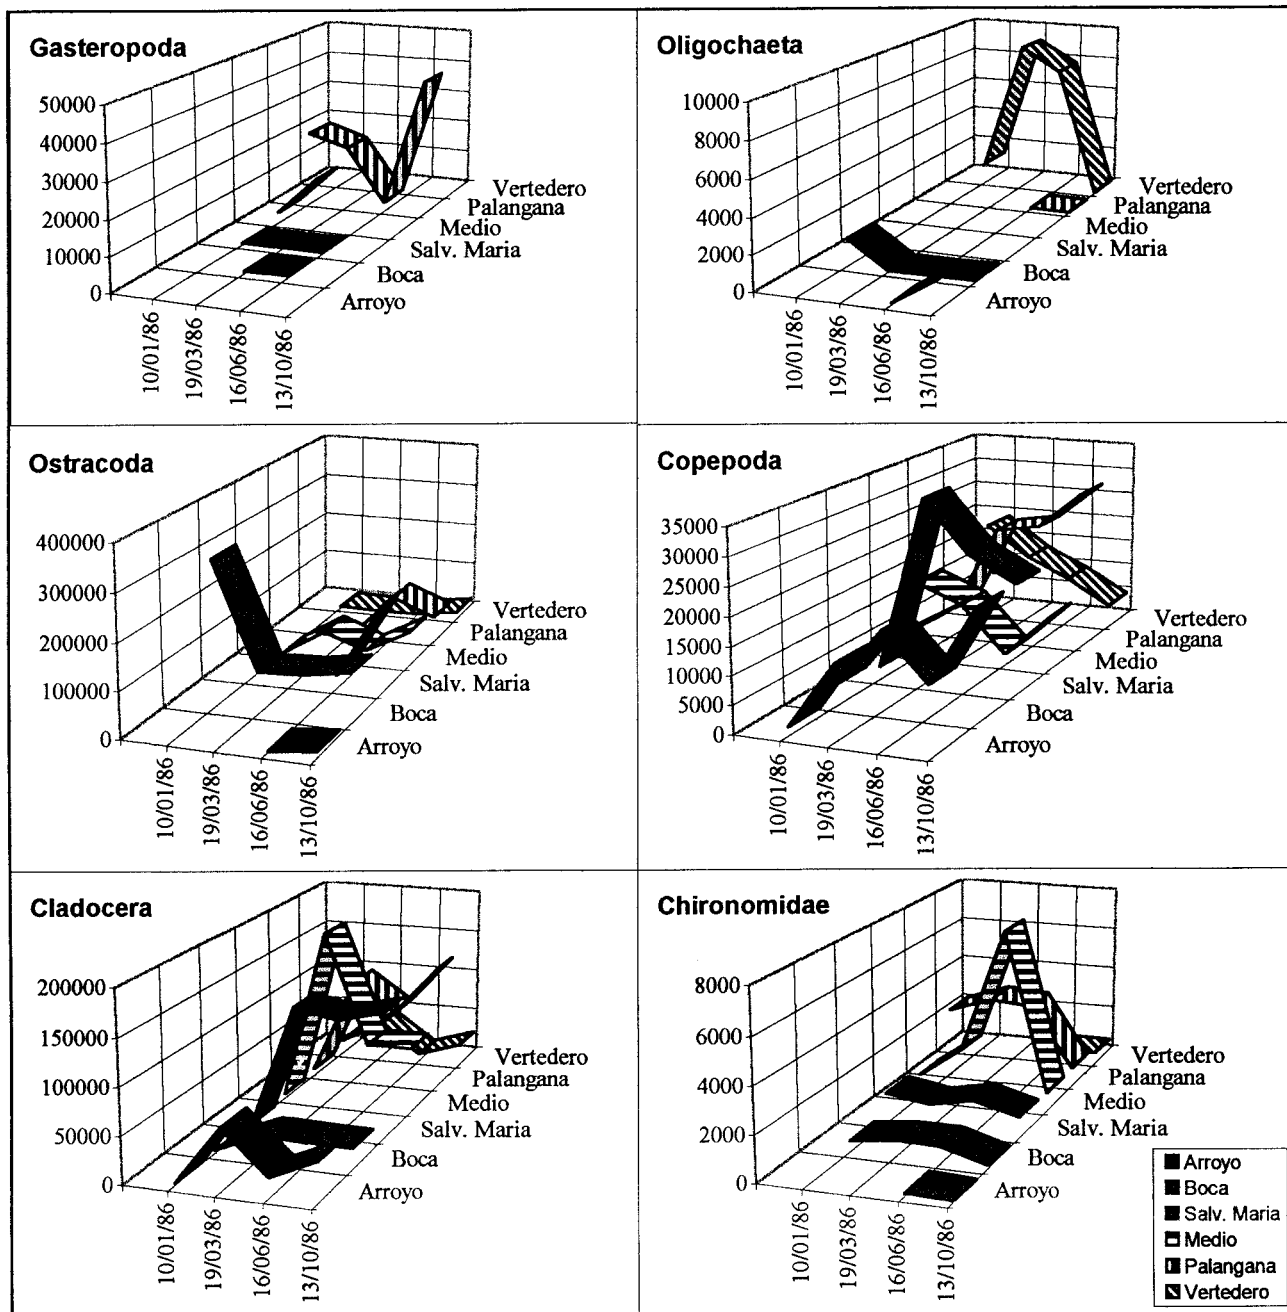 Gasteropoda
50000
40000
30000
20000
10000
0
10/01/86
19/03/86
16/06/86
13/10/86
Vertedero
Palangana
Medio
Salv. Maria
Boca
Arroyo
Oligochaeta
10000
8000
6000
4000
2000
0
10/01/86
19/03/86
16/06/86
13/10/86
Vertedero
Palangana
Medio
Salv. Maria
Boca
Arroyo
Ostracoda
400000
300000
200000
100000
0
10/01/86
19/03/86
16/06/86
13/10/86
Vertedero
Palangana
Medio
Salv. Maria
Boca
Arroyo
Copepoda
35000
30000
25000
20000
15000
10000
5000
0
10/01/86
19/03/86
16/06/86
13/10/86
Vertedero
Palangana
Medio
Salv. Maria
Boca
Arroyo
Cladocera
200000
150000
100000
50000
0
10/01/86
19/03/86
16/06/86
13/10/86
Vertedero
Palangana
Medio
Salv. Maria
Boca
Arroyo
Chironomidae
8000
6000
4000
2000
0
10/01/86
19/03/86
16/06/86
13/10/86
Vertedero
Palangana
Medio
Salv. Maria
Boca
Arroyo
Arroyo
Boca
Salv. Maria
Medio
Palangana
Vertedero